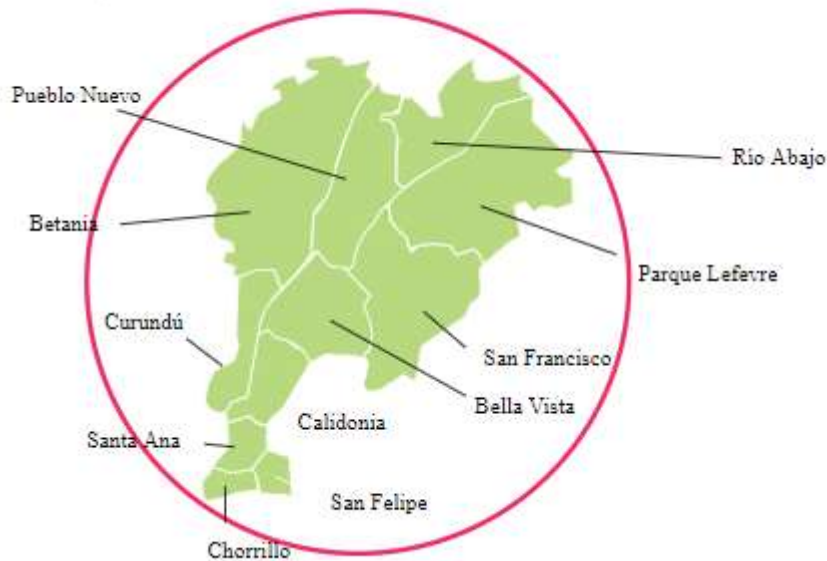 Pueblo Nuevo
Río Abajo
Betania
Parque Lefevre
Curundú
San Francisco
Bella Vista
Calidonia
Santa Ana
San Felipe
Chorrillo